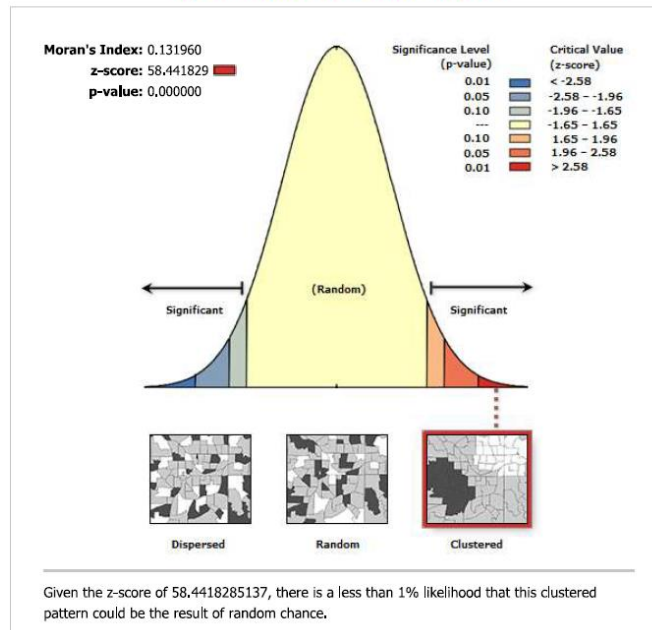 Moran's Index: 0.131960
z-score: 58.441829
p-value: 0.000000
Significance Level
(p-value)
Critical Value
(z-score)
0.01 < -2.58
0.05 -2.58 – -1.96
0.10 -1.96 – -1.65
--- -1.65 – 1.65
0.10 1.65 – 1.96
0.05 1.96 – 2.58
0.01 > 2.58
Significant
(Random)
Significant
Dispersed
Random
Clustered
Given the z-score of 58.4418285137, there is a less than 1% likelihood that this clustered
pattern could be the result of random chance.